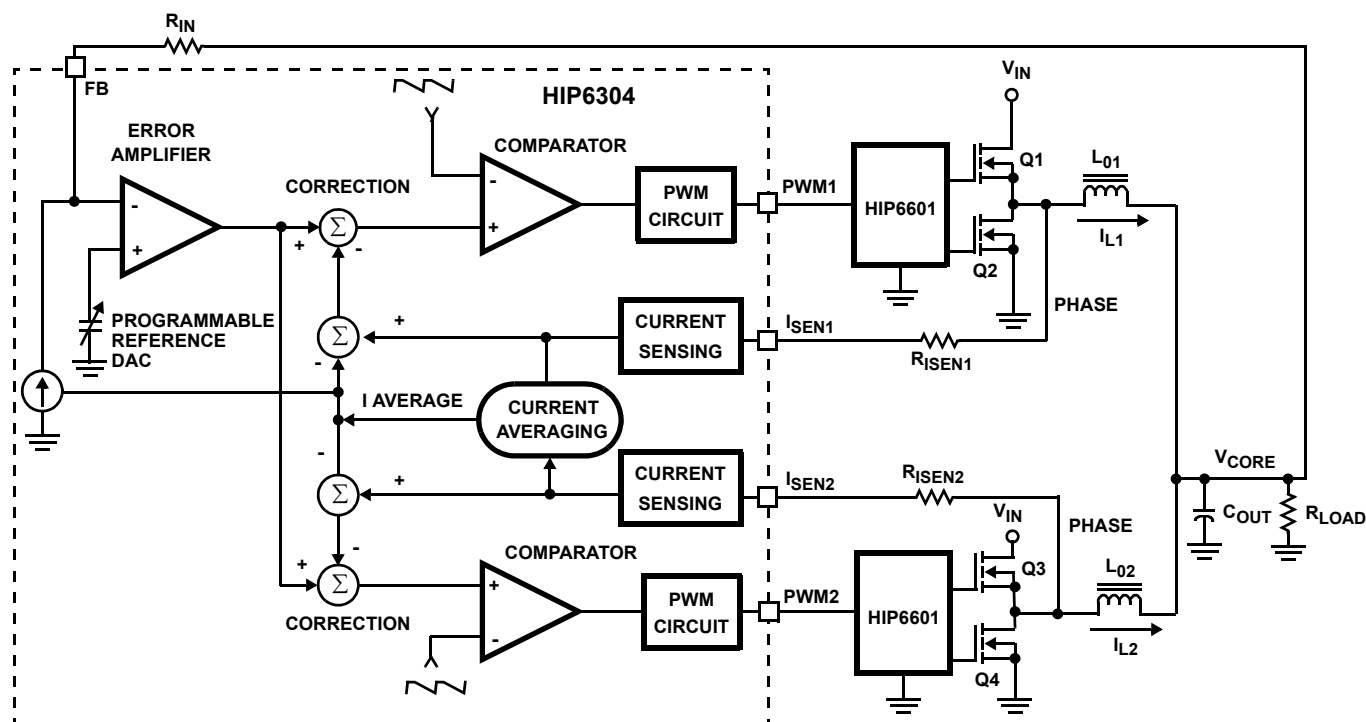 RIN
FB
HIP6304
VIN
ERROR
AMPLIFIER
COMPARATOR
CORRECTION
Q1
L01
-
-
+
Σ
+
-
+
PWM
CIRCUIT
PWM1
HIP6601
IL1
Q2
PHASE
PROGRAMMABLE
REFERENCE
DAC
Σ
+
-
CURRENT
SENSING
ISEN1
RISEN1
I AVERAGE
CURRENT
AVERAGING
-
Σ
+
CURRENT
SENSING
ISEN2
RISEN2
VCORE
VIN
PHASE
COUT
RLOAD
-
+
Σ
COMPARATOR
+
-
PWM
CIRCUIT
PWM2
HIP6601
Q3
L02
CORRECTION
IL2
Q4